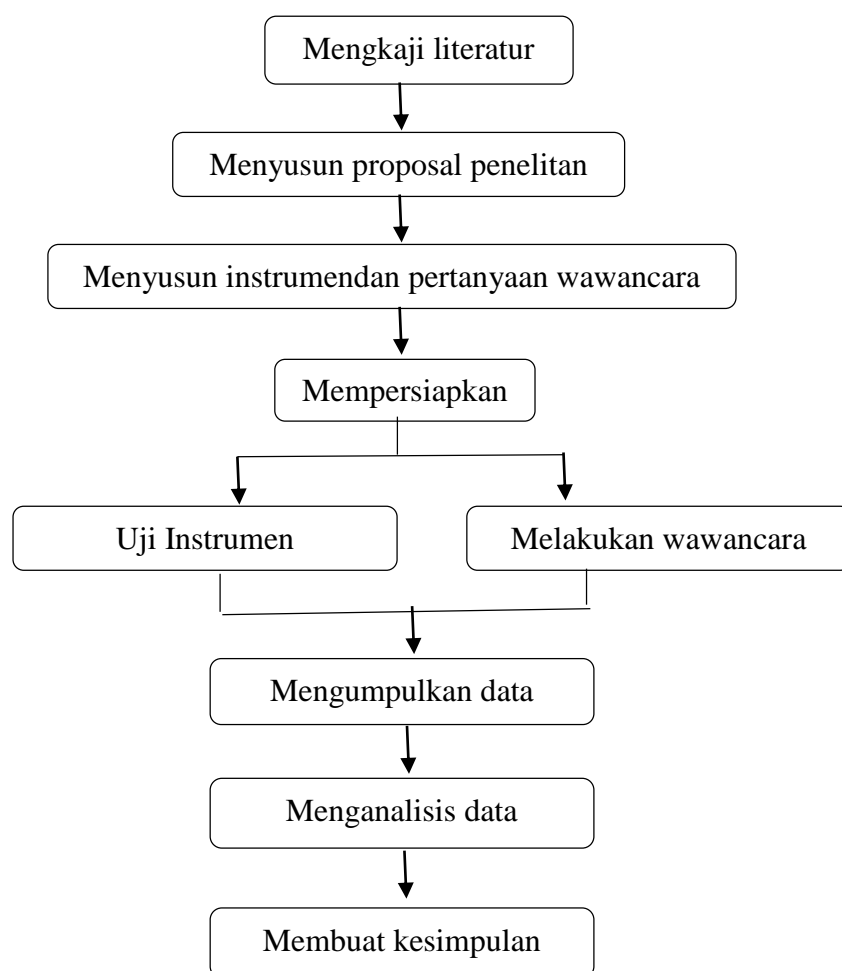 Mengkaji literatur
Menyusun proposal penelitan
Menyusun instrumendan pertanyaan wawancara
Mempersiapkan
Uji Instrumen
Melakukan wawancara
Mengumpulkan data
Menganalisis data
Membuat kesimpulan